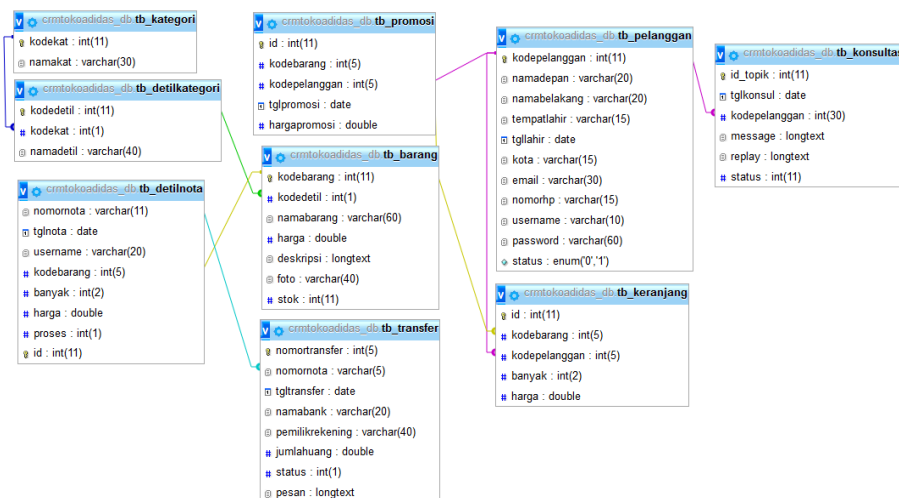 crmtokoadidas_db.tb_kategori
kodekat : int(11)
namakat : varchar(30)
crmtokoadidas_db.tb_detilkategori
kodedetil : int(11)
kodekat : int(1)
namadetil : varchar(40)
crmtokoadidas_db.tb_detilnota
nomornota : varchar(11)
tglnota : date
username : varchar(20)
kodebarang : int(5)
banyak : int(2)
harga : double
proses : int(1)
id : int(11)
crmtokoadidas_db.tb_promosi
id : int(11)
kodebarang : int(5)
kodepelanggan : int(5)
tglpromosi : date
hargapromosi : double
crmtokoadidas_db.tb_barang
kodebarang : int(11)
kodedetil : int(1)
namabarang : varchar(60)
harga : double
deskripsi : longtext
foto : varchar(40)
stok : int(11)
crmtokoadidas_db.tb_transfer
nomortransfer : int(5)
nomornota : varchar(5)
tgltransfer : date
namabank : varchar(20)
pemilikrekening : varchar(40)
jumlahuang : double
status : int(1)
pesan : longtext
crmtokoadidas_db.tb_pelanggan
kodepelanggan : int(11)
namadepan : varchar(20)
namabelakang : varchar(20)
tempatlahir : varchar(15)
tgllahir : date
kota : varchar(15)
email : varchar(30)
nomorhp : varchar(15)
username : varchar(10)
password : varchar(60)
status : enum('0','1')
crmtokoadidas_db.tb_keranjang
id : int(11)
kodebarang : int(5)
kodepelanggan : int(5)
banyak : int(2)
harga : double
crmtokoadidas_db.tb_konsultas
id_topik : int(11)
tglkonsul : date
kodepelanggan : int(30)
message : longtext
replay : longtext
status : int(11)